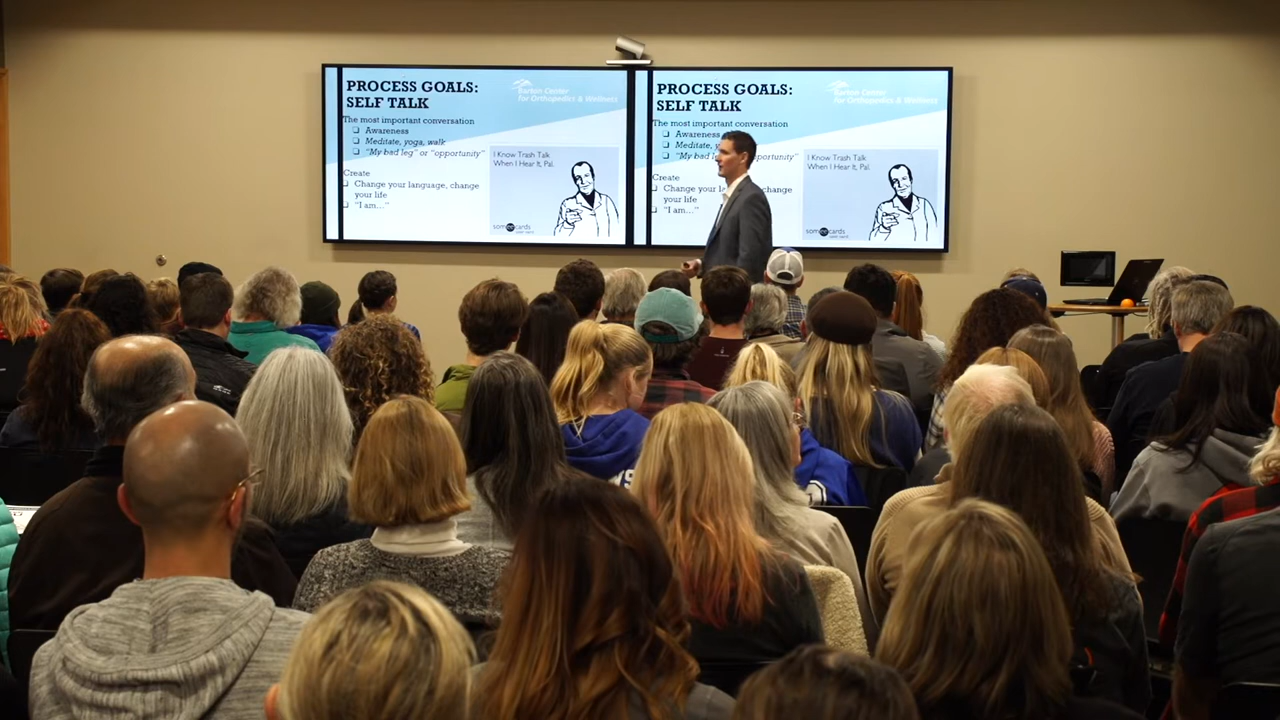 PROCESS GOALS:
SELF TALK
Barton Center
for Orthopedics & Wellness
The most important conversation
❑ Awareness
❑ Meditate, yoga, walk
❑ "My bad leg" or "opportunity"
Create
❑ Change your language, change
your life
❑ "I am..."
I Know Trash Talk
When I Hear It, Pal.
someecards
PROCESS GOALS:
SELF TALK
Barton Center
for Orthopedics & Wellness
The most important conversation
❑ Awareness
❑ Meditate, y
❑ "My bad l pportunity"
Create
❑ Change your la ge, change
your life
❑ "I am..."
I Know Trash Talk
When I Hear It, Pal.
someecards